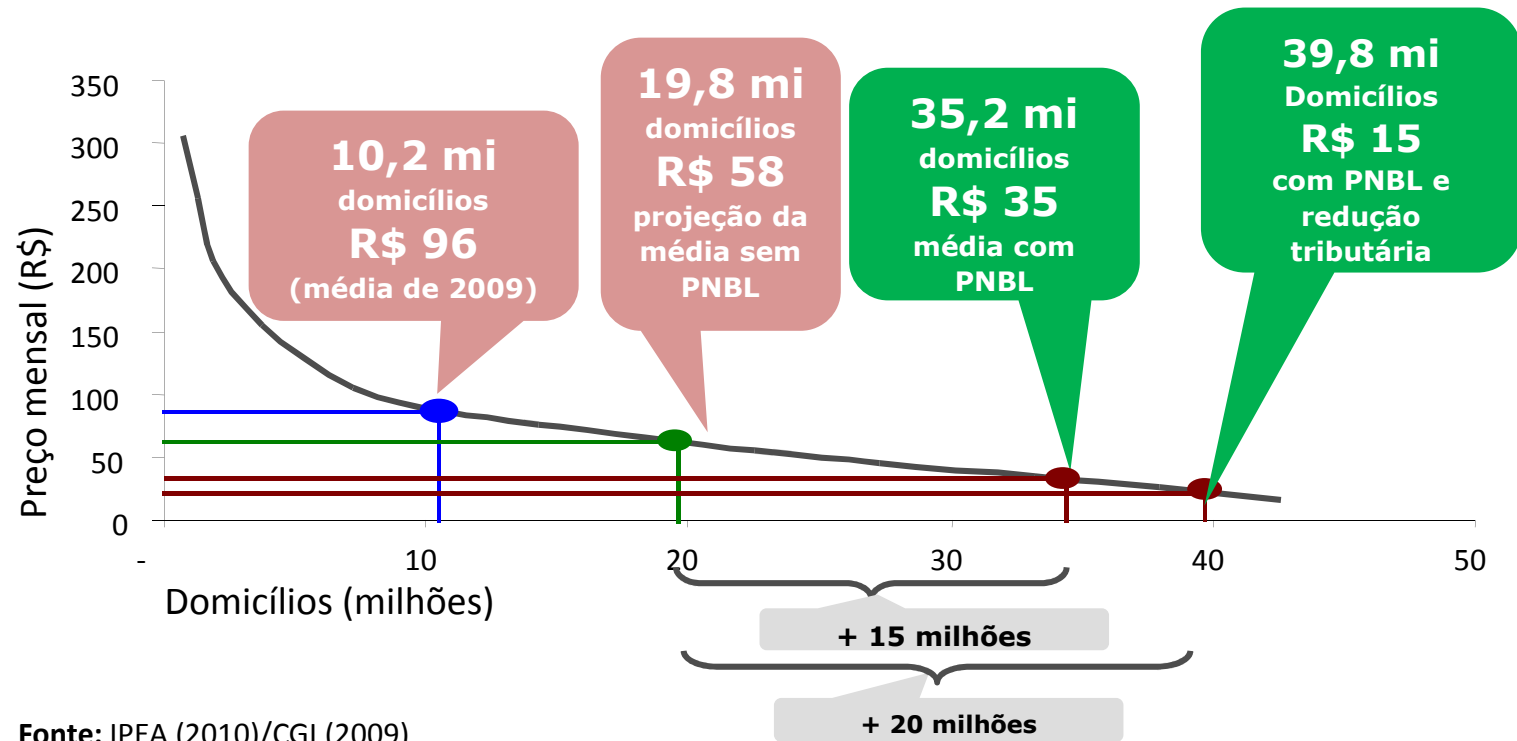 10,2 mi
domicílios
R$ 96
(média de 2009)
19,8 mi
domicílios
R$ 58
projeção da
média sem
PNBL
35,2 mi
domicílios
R$ 35
média com
PNBL
39,8 mi
Domicílios
R$ 15
com PNBL e
redução
tributária
Preço mensal (R$)
350
300
250
200
150
100
50
0
-
10
20
30
40
50
Domicílios (milhões)
+ 15 milhões
+ 20 milhões
Fonte: IPEA (2010)/CGI (2009)